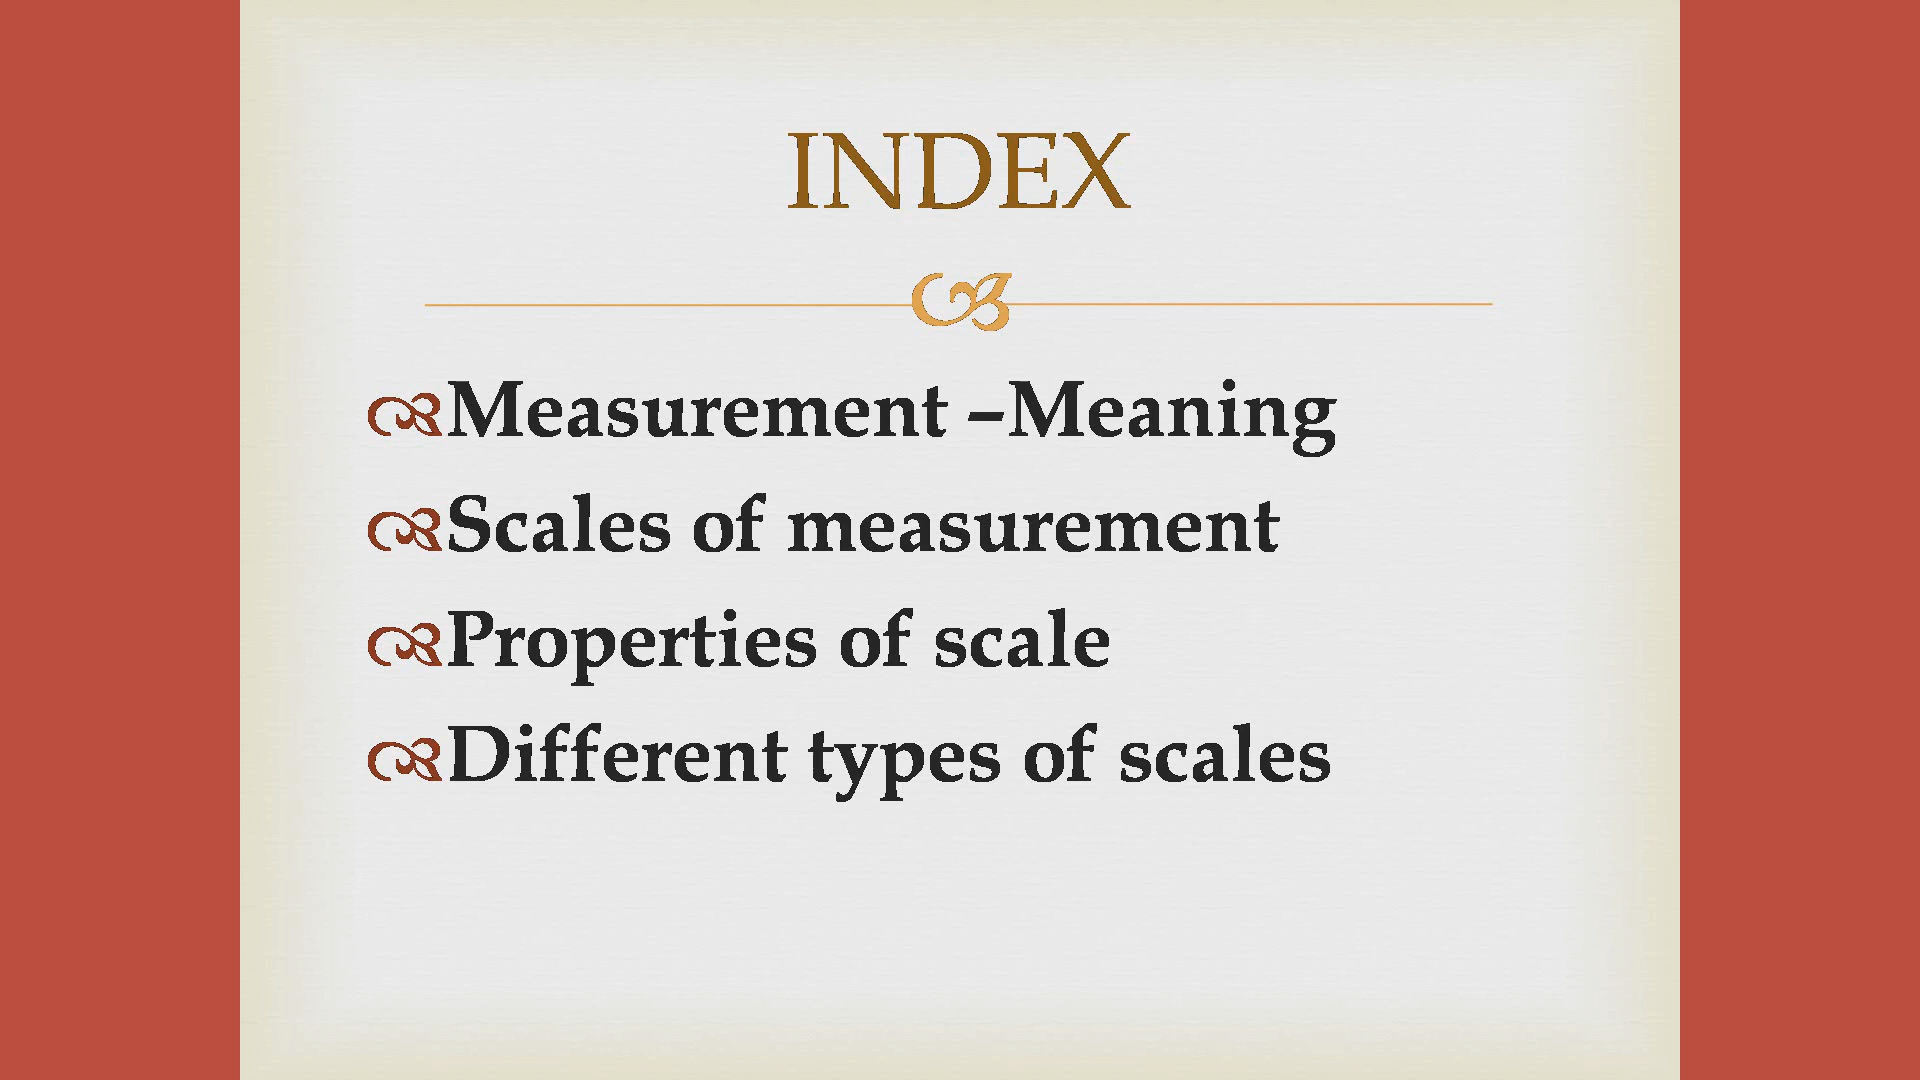 INDEX
Measurement –Meaning
Scales of measurement
Properties of scale
Different types of scales